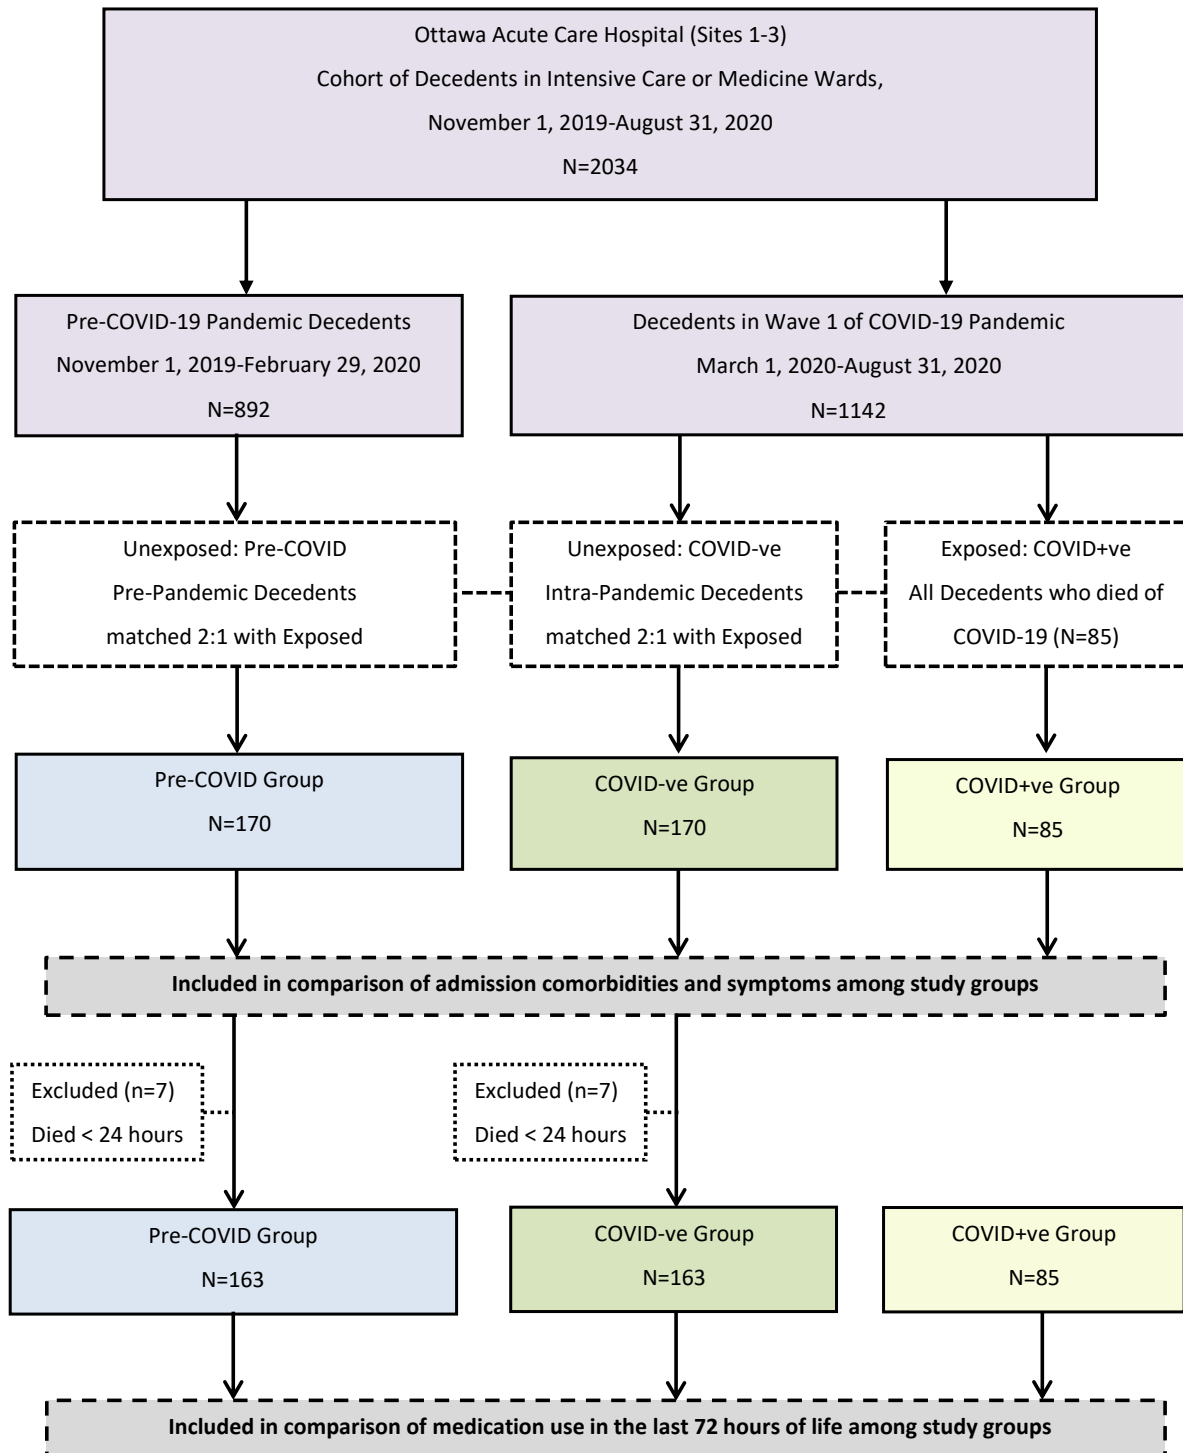 Ottawa Acute Care Hospital (Sites 1-3)
Cohort of Decedents in Intensive Care or Medicine Wards,
November 1, 2019-August 31, 2020
N=2034
Pre-COVID-19 Pandemic Decedents
November 1, 2019-February 29, 2020
N=892
Decedents in Wave 1 of COVID-19 Pandemic
March 1, 2020-August 31, 2020
N=1142
Unexposed: Pre-COVID
Pre-Pandemic Decedents
matched 2:1 with Exposed
Unexposed: COVID-ve
Intra-Pandemic Decedents
matched 2:1 with Exposed
Exposed: COVID+ve
All Decedents who died of
COVID-19 (N=85)
Pre-COVID Group
N=170
COVID-ve Group
N=170
COVID+ve Group
N=85
Included in comparison of admission comorbidities and symptoms among study groups
Excluded (n=7)
Died < 24 hours
Excluded (n=7)
Died < 24 hours
Pre-COVID Group
N=163
COVID-ve Group
N=163
COVID+ve Group
N=85
Included in comparison of medication use in the last 72 hours of life among study groups